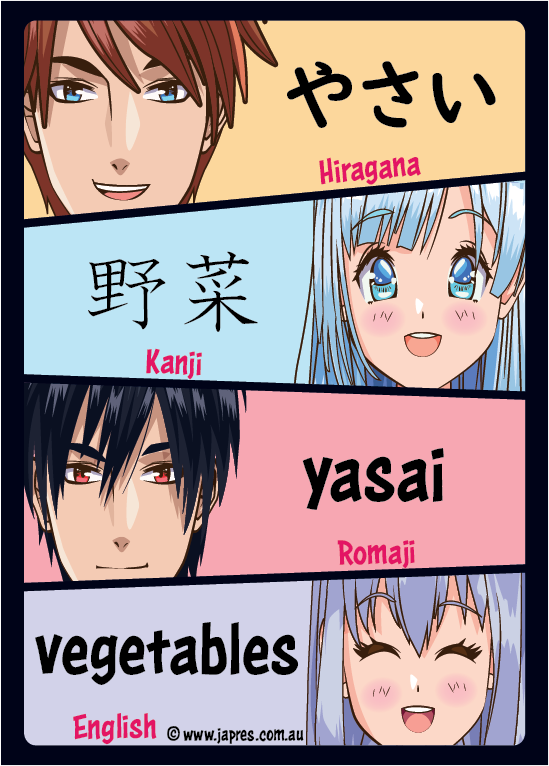 やさい
Hiragana
野菜
Kanji
yasai
Romaji
vegetables
English © www.japres.com.au